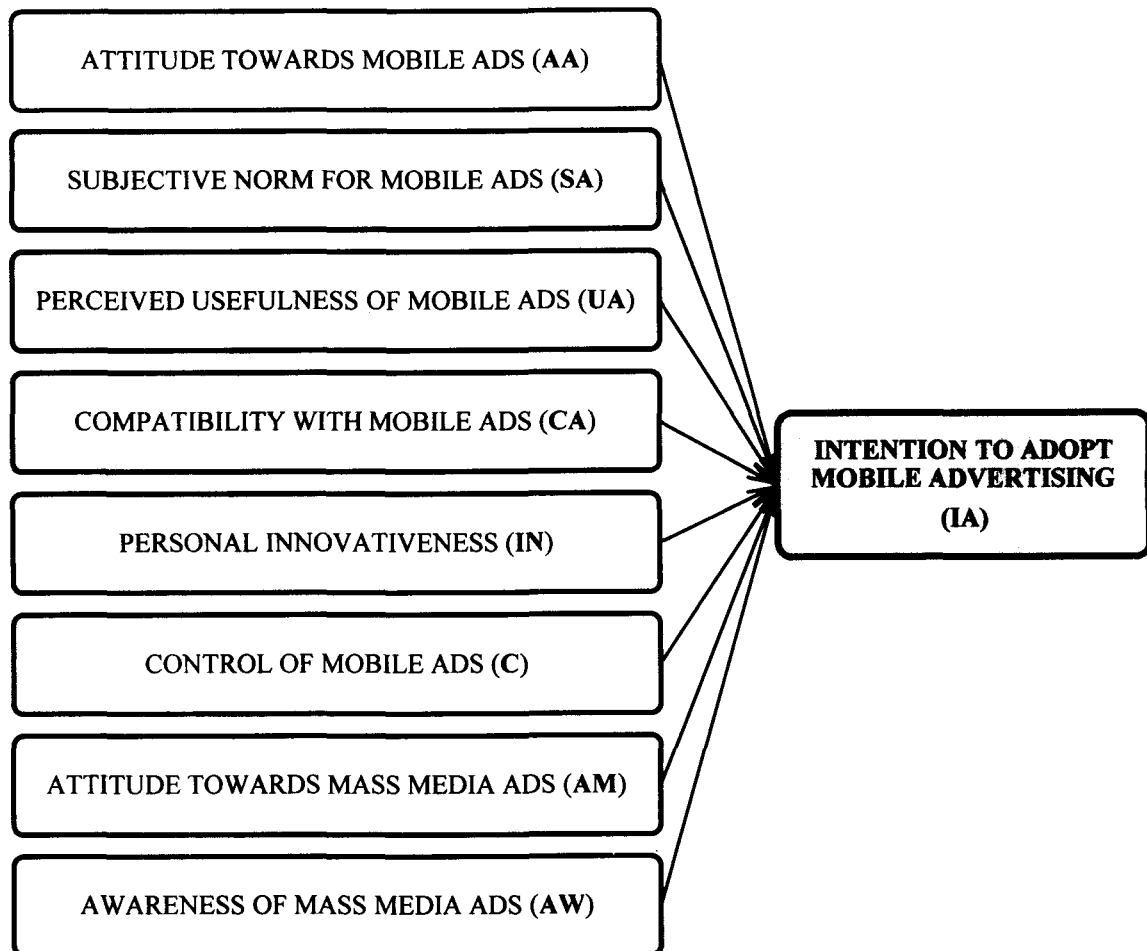 ATTITUDE TOWARDS MOBILE ADS (AA)
SUBJECTIVE NORM FOR MOBILE ADS (SA)
PERCEIVED USEFULNESS OF MOBILE ADS (UA)
COMPATIBILITY WITH MOBILE ADS (CA)
PERSONAL INNOVATIVENESS (IN)
CONTROL OF MOBILE ADS (C)
ATTITUDE TOWARDS MASS MEDIA ADS (AM)
AWARENESS OF MASS MEDIA ADS (AW)
INTENTION TO ADOPT
MOBILE ADVERTISING
(IA)